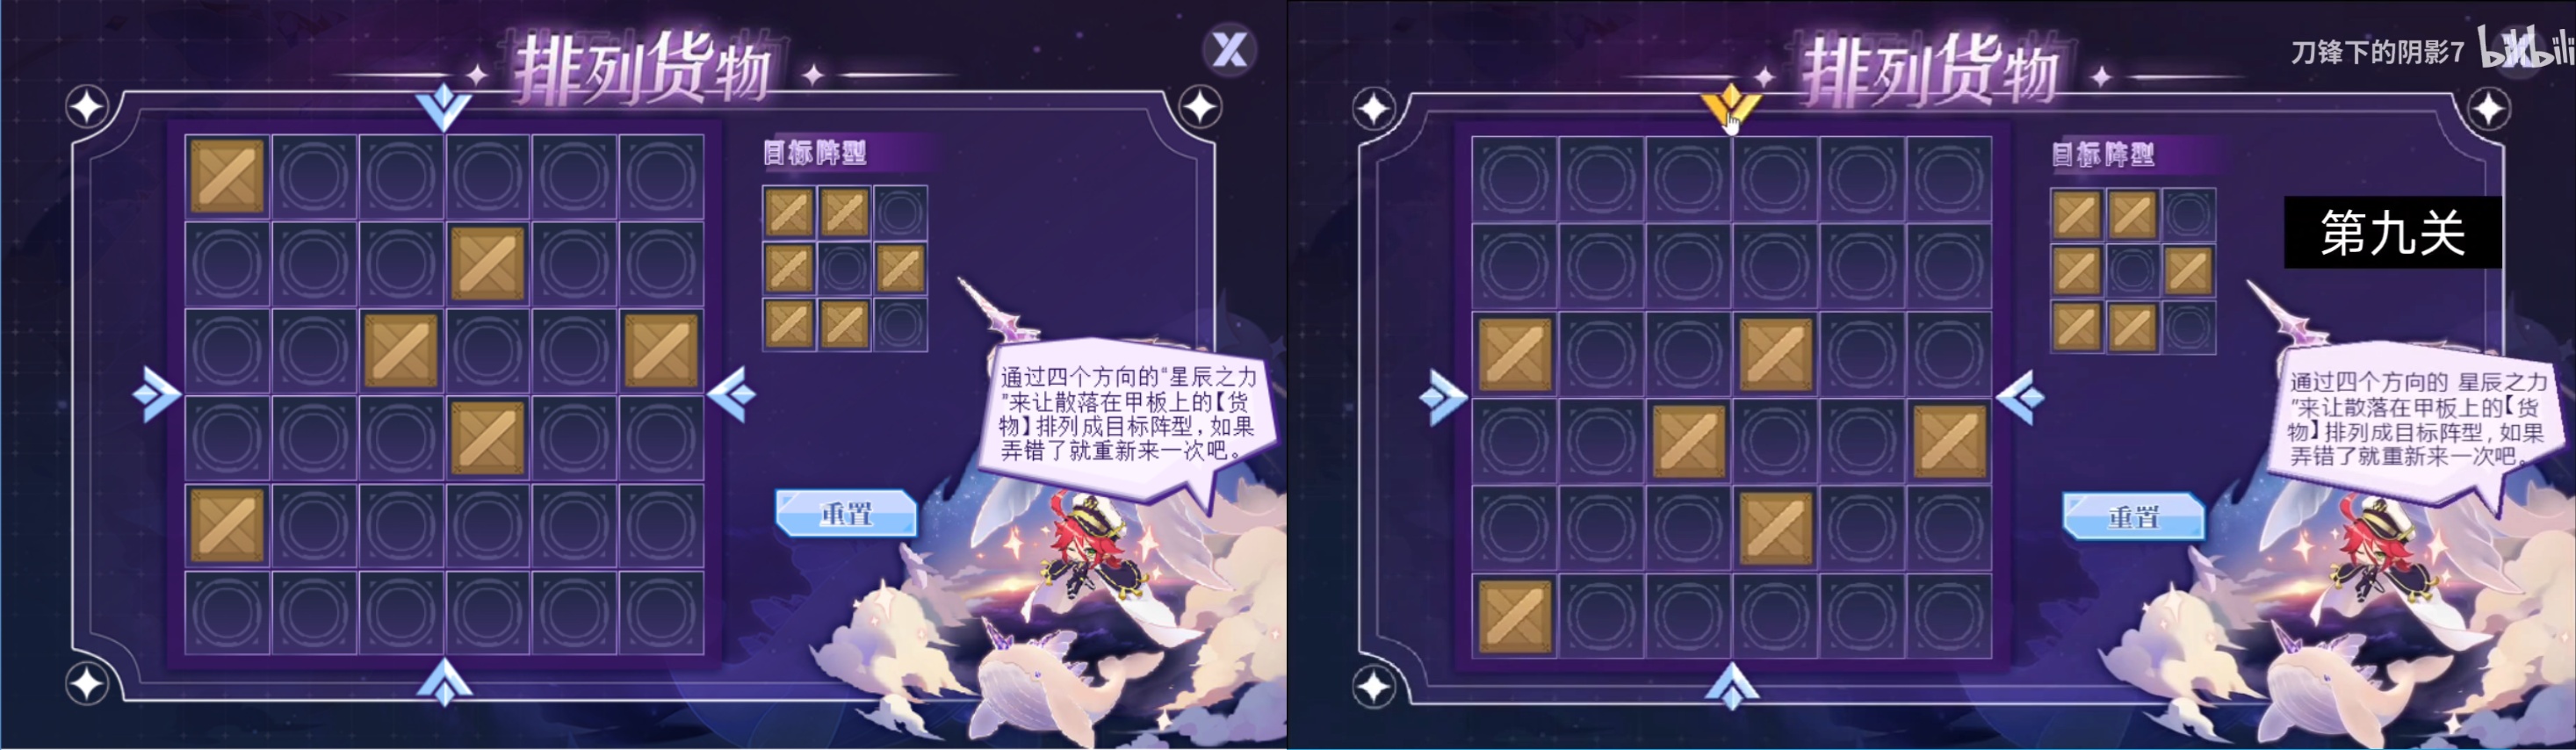 排列货物
目标阵型
通过四个方向的"星辰之力
"来让散落在甲板上的【货
物】排列成目标阵型，如果
弄错了就重新来一次吧。
重置
排列货物
刀锋下的阴影7 bilibili
目标阵型
第九关
通过四个方向的 星辰之力
"来让散落在甲板上的【货
物】排列成目标阵型，如果
弄错了就重新来一次吧。
重置